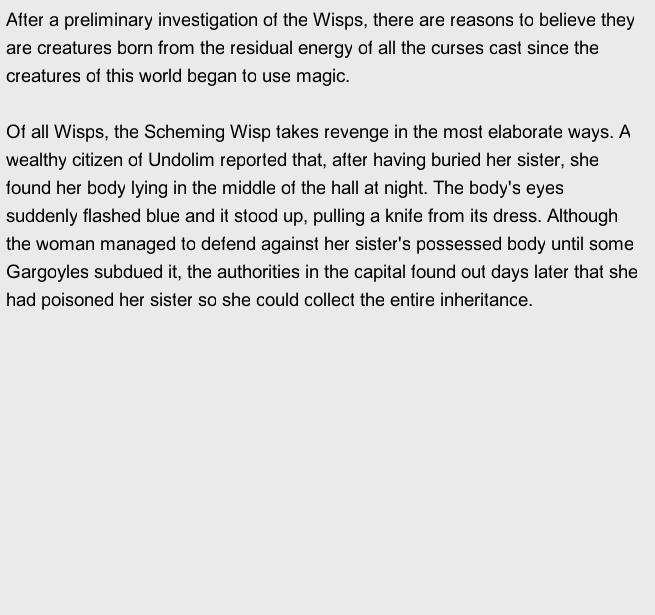 After a preliminary investigation of the Wisps, there are reasons to believe they
are creatures born from the residual energy of all the curses cast since the
creatures of this world began to use magic.

Of all Wisps, the Scheming Wisp takes revenge in the most elaborate ways. A
wealthy citizen of Undolim reported that, after having buried her sister, she
found her body lying in the middle of the hall at night. The body's eyes
suddenly flashed blue and it stood up, pulling a knife from its dress. Although
the woman managed to defend against her sister's possessed body until some
Gargoyles subdued it, the authorities in the capital found out days later that she
had poisoned her sister so she could collect the entire inheritance.